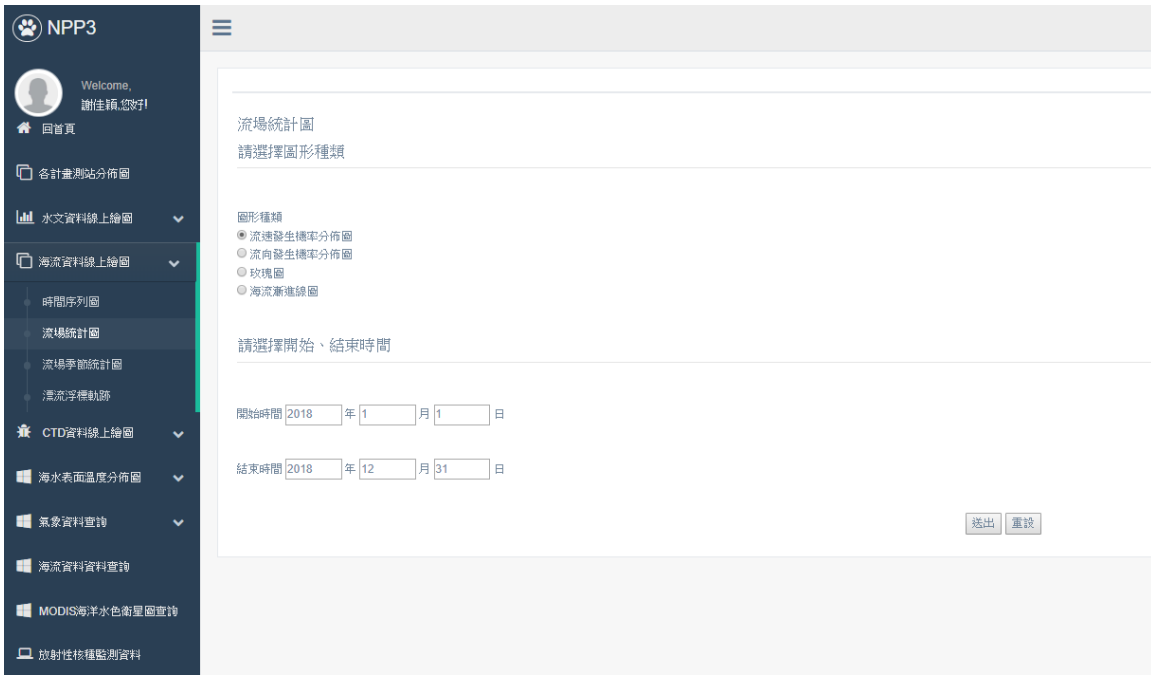 NPP3
Welcome,
謝佳穎,您好!
回首頁
各計畫測站分佈圖
水文資料線上繪圖
海流資料線上繪圖
時間序列圖
流場統計圖
流場季節統計圖
漂流浮標軌跡
CTD資料線上繪圖
海水表面溫度分佈圖
氣象資料查詢
海流資料資料查詢
MODIS海洋水色衛星圖查詢
放射性核種監測資料
流場統計圖
請選擇圖形種類
圖形種類
流速發生機率分佈圖
流向發生機率分佈圖
玫瑰圖
海流漸進線圖
請選擇開始、結束時間
開始時間 2018 年 1 月 1 日
結束時間 2018 年 12 月 31 日
送出 重設